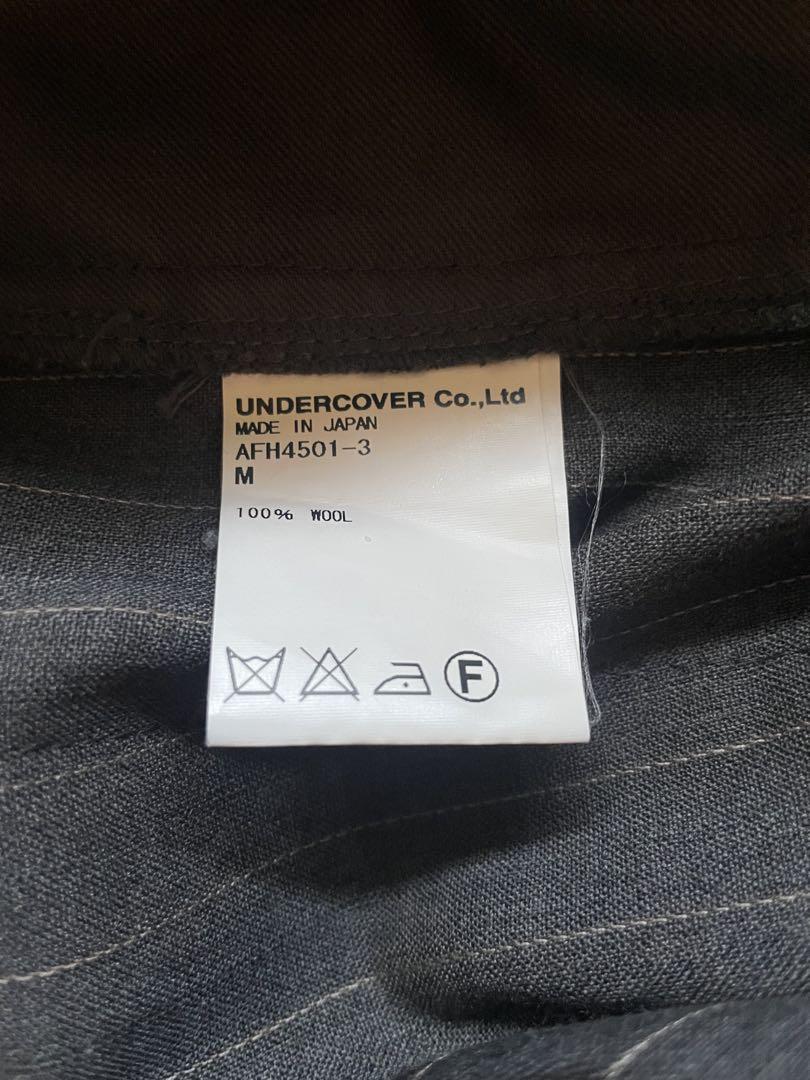 UNDERCOVER Co.,Ltd
MADE IN JAPAN
AFH4501-3
M
100% WOOL
F